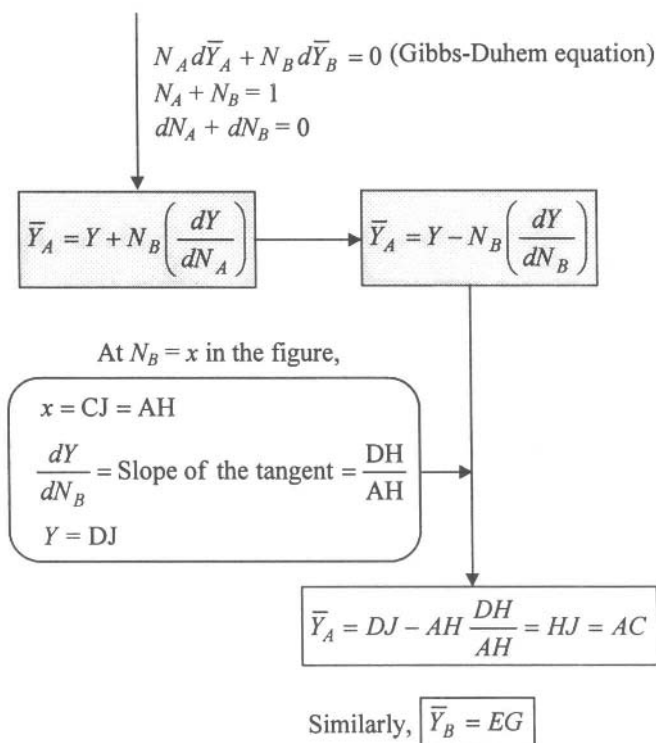 N_A dȲ_A + N_B dȲ_B = 0 (Gibbs-Duhem equation)
N_A + N_B = 1
dN_A + dN_B = 0
Ȳ_A = Y + N_B (dY/dN_A)
Ȳ_A = Y − N_B (dY/dN_B)
At N_B = x in the figure,
x = CJ = AH
dY/dN_B = Slope of the tangent = DH/AH
Y = DJ
Ȳ_A = DJ − AH DH/AH = HJ = AC
Similarly, Ȳ_B = EG